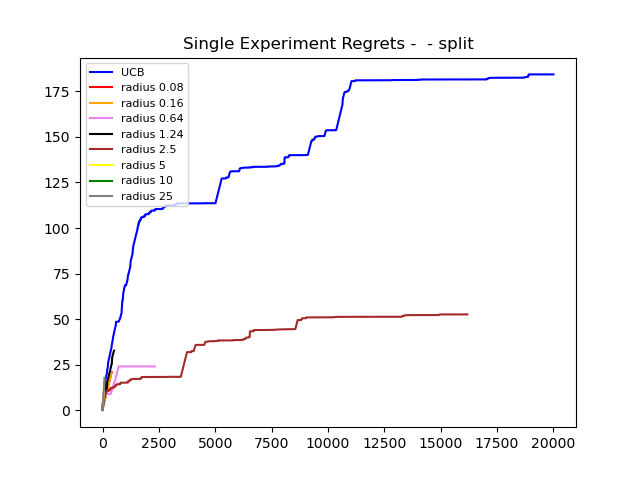 Single Experiment Regrets -  - split
UCB
radius 0.08
radius 0.16
radius 0.64
radius 1.24
radius 2.5
radius 5
radius 10
radius 25
175
150
125
100
75
50
25
0
0 2500 5000 7500 10000 12500 15000 17500 20000